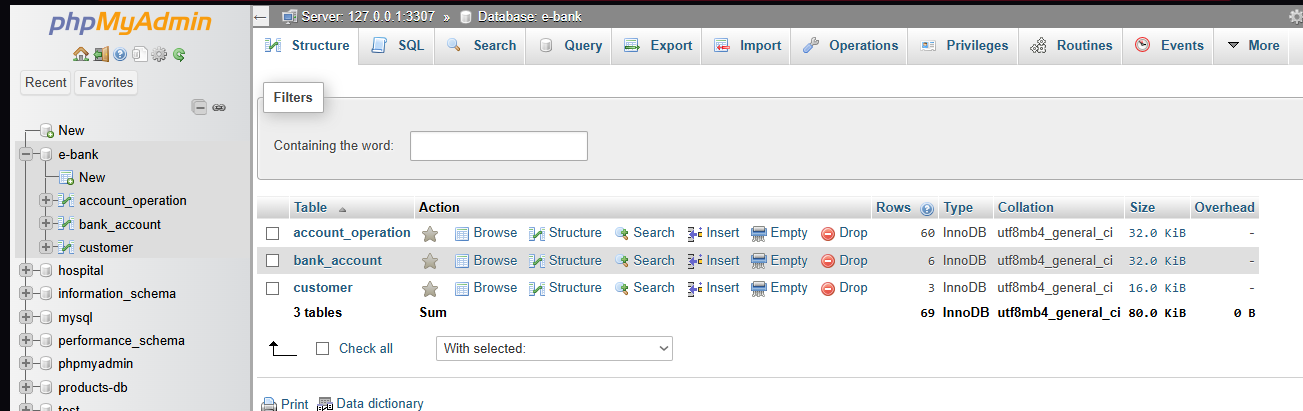 phpMyAdmin
Recent Favorites
New
e-bank
New
account_operation
bank_account
customer
hospital
information_schema
mysql
performance_schema
phpmyadmin
products-db
test
Server: 127.0.0.1:3307 » Database: e-bank
Structure SQL Search Query Export Import Operations Privileges Routines Events More
Filters
Containing the word:
Table Action Rows Type Collation Size Overhead
account_operation Browse Structure Search Insert Empty Drop 60 InnoDB utf8mb4_general_ci 32.0 KiB -
bank_account Browse Structure Search Insert Empty Drop 6 InnoDB utf8mb4_general_ci 32.0 KiB -
customer Browse Structure Search Insert Empty Drop 3 InnoDB utf8mb4_general_ci 16.0 KiB -
3 tables Sum 69 InnoDB utf8mb4_general_ci 80.0 KiB 0 B
Check all With selected:
Print Data dictionary